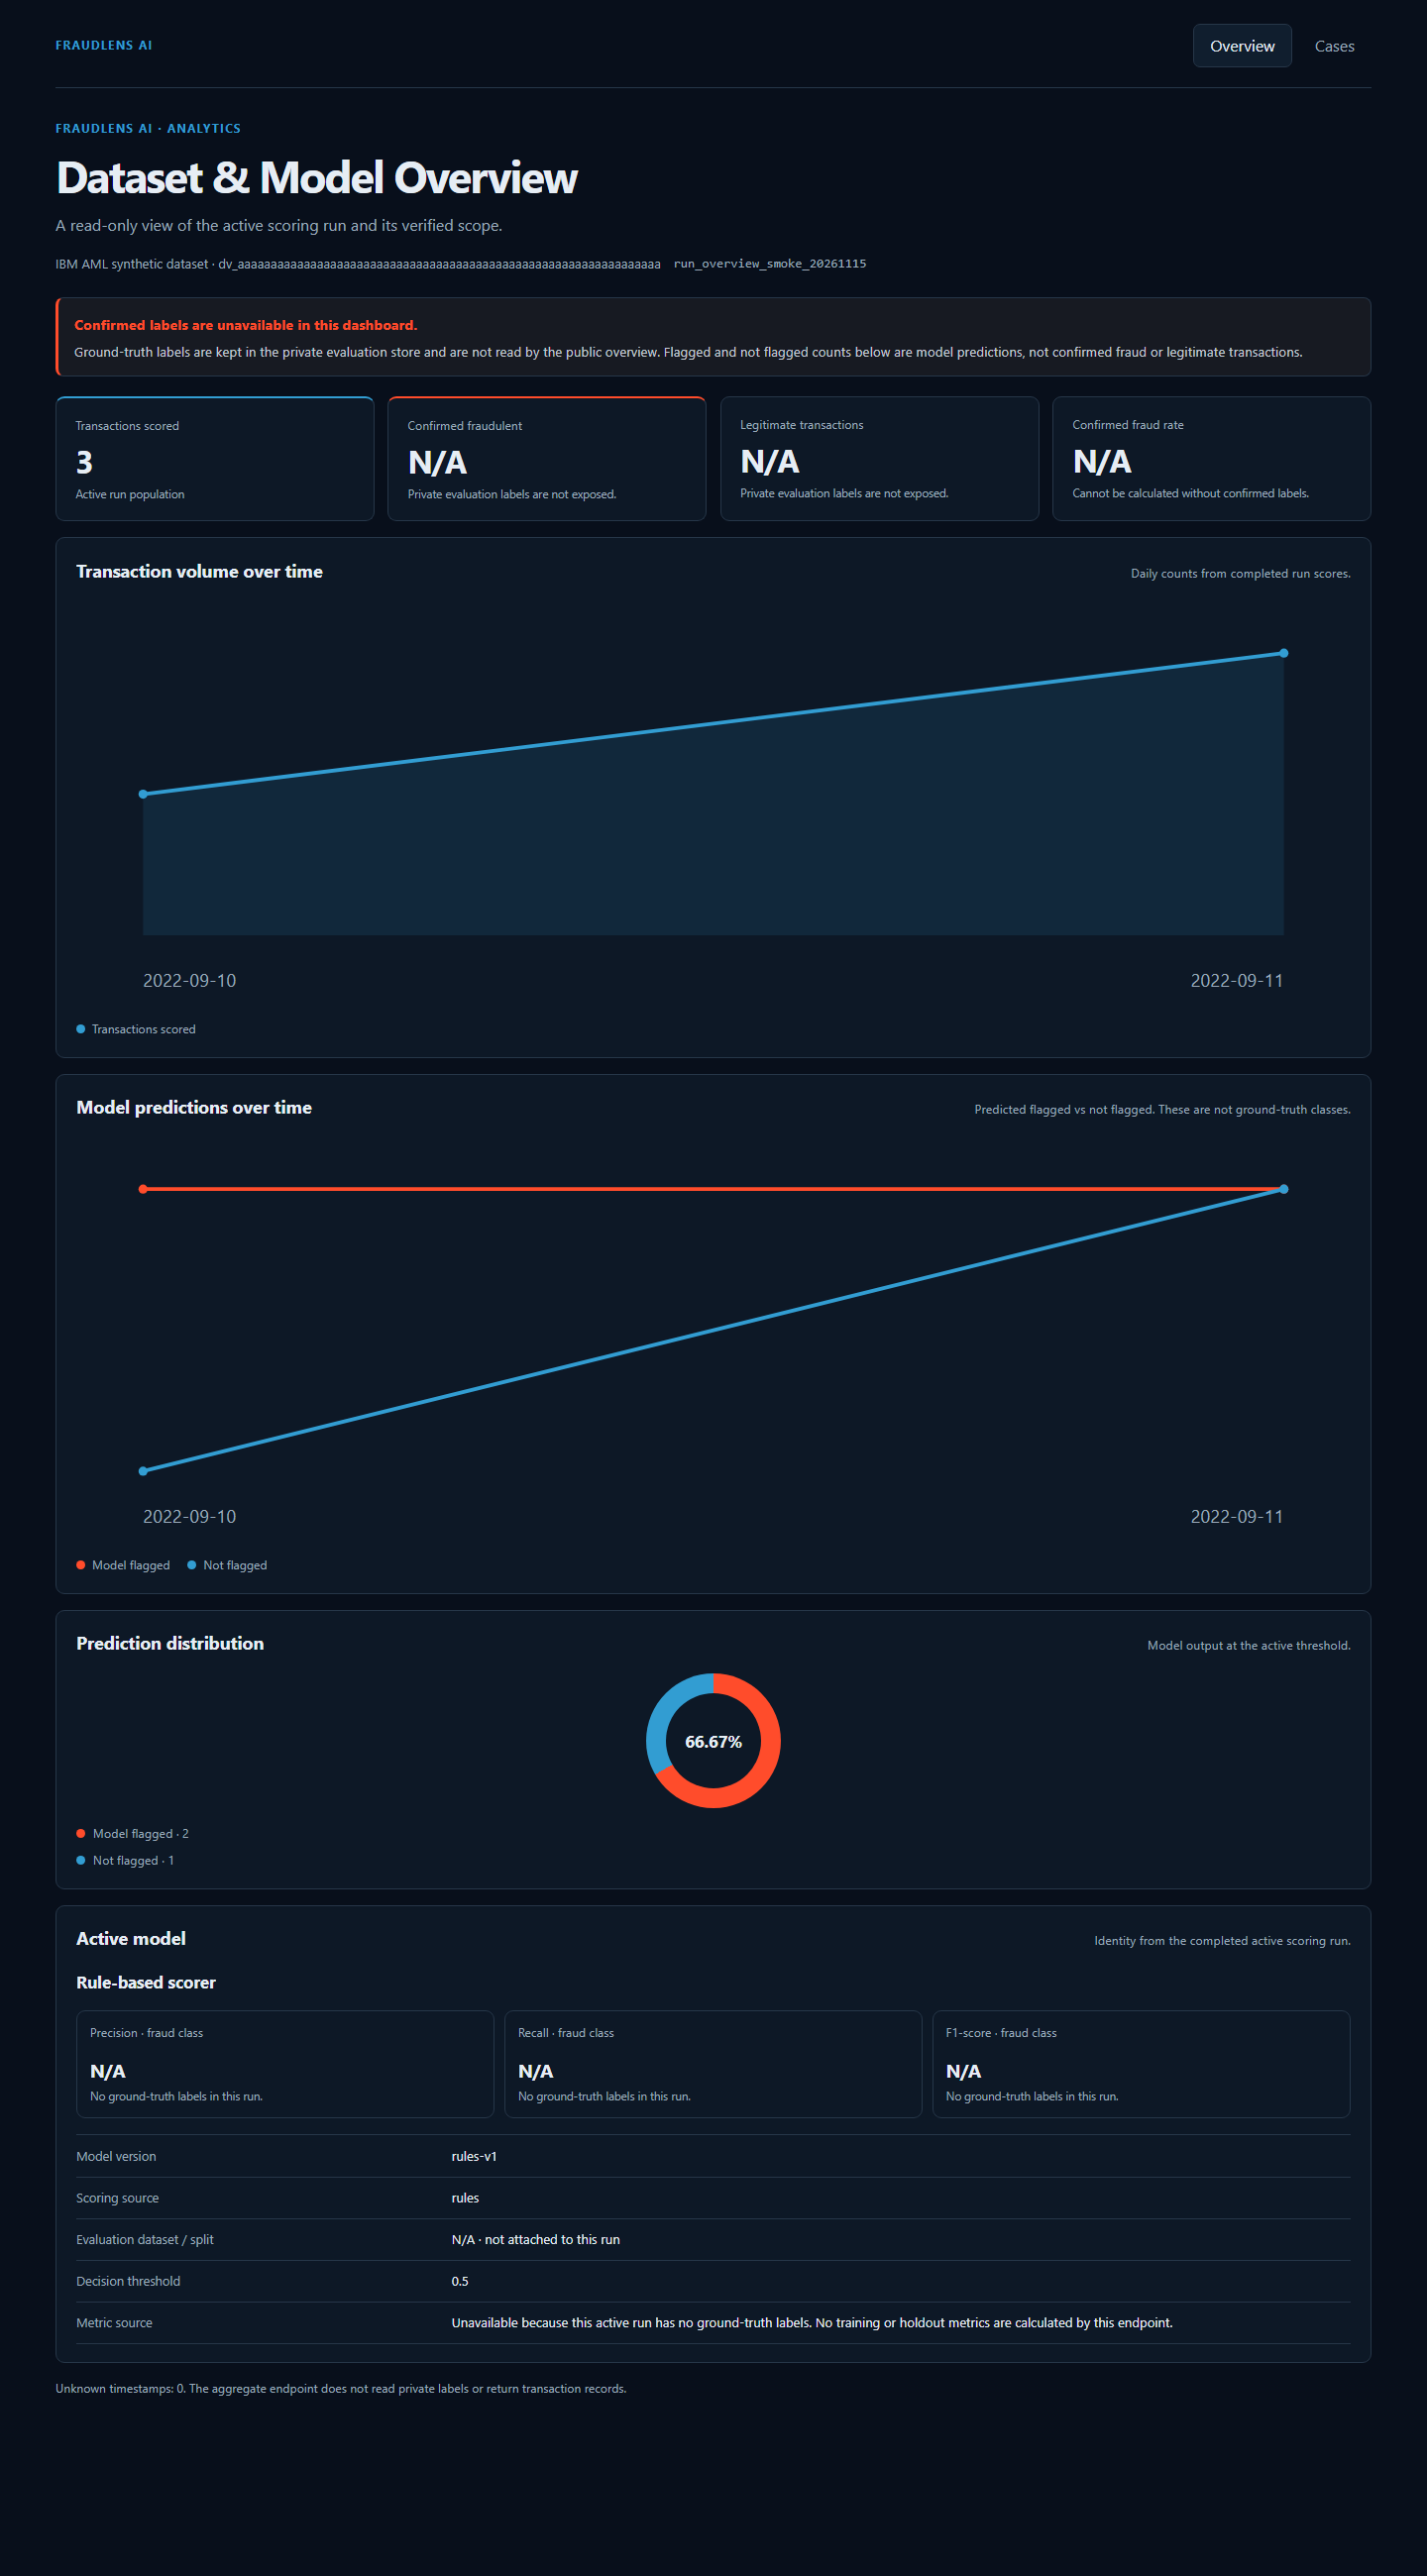 FRAUDLENS AI
Overview
Cases
FRAUDLENS AI · ANALYTICS
Dataset & Model Overview
A read-only view of the active scoring run and its verified scope.
IBM AML synthetic dataset · dv_aaaaaaaaaaaaaaaaaaaaaaaaaaaaaaaaaaaaaaaaaaaaaaaaaaaaaaaaaaaaaaaa run_overview_smoke_20261115
Confirmed labels are unavailable in this dashboard.
Ground-truth labels are kept in the private evaluation store and are not read by the public overview. Flagged and not flagged counts below are model predictions, not confirmed fraud or legitimate transactions.
Transactions scored
3
Active run population
Confirmed fraudulent
N/A
Private evaluation labels are not exposed.
Legitimate transactions
N/A
Private evaluation labels are not exposed.
Confirmed fraud rate
N/A
Cannot be calculated without confirmed labels.
Transaction volume over time
Daily counts from completed run scores.
2022-09-10
2022-09-11
Transactions scored
Model predictions over time
Predicted flagged vs not flagged. These are not ground-truth classes.
2022-09-10
2022-09-11
Model flagged
Not flagged
Prediction distribution
Model output at the active threshold.
66.67%
Model flagged · 2
Not flagged · 1
Active model
Identity from the completed active scoring run.
Rule-based scorer
Precision · fraud class
N/A
No ground-truth labels in this run.
Recall · fraud class
N/A
No ground-truth labels in this run.
F1-score · fraud class
N/A
No ground-truth labels in this run.
Model version
rules-v1
Scoring source
rules
Evaluation dataset / split
N/A · not attached to this run
Decision threshold
0.5
Metric source
Unavailable because this active run has no ground-truth labels. No training or holdout metrics are calculated by this endpoint.
Unknown timestamps: 0. The aggregate endpoint does not read private labels or return transaction records.